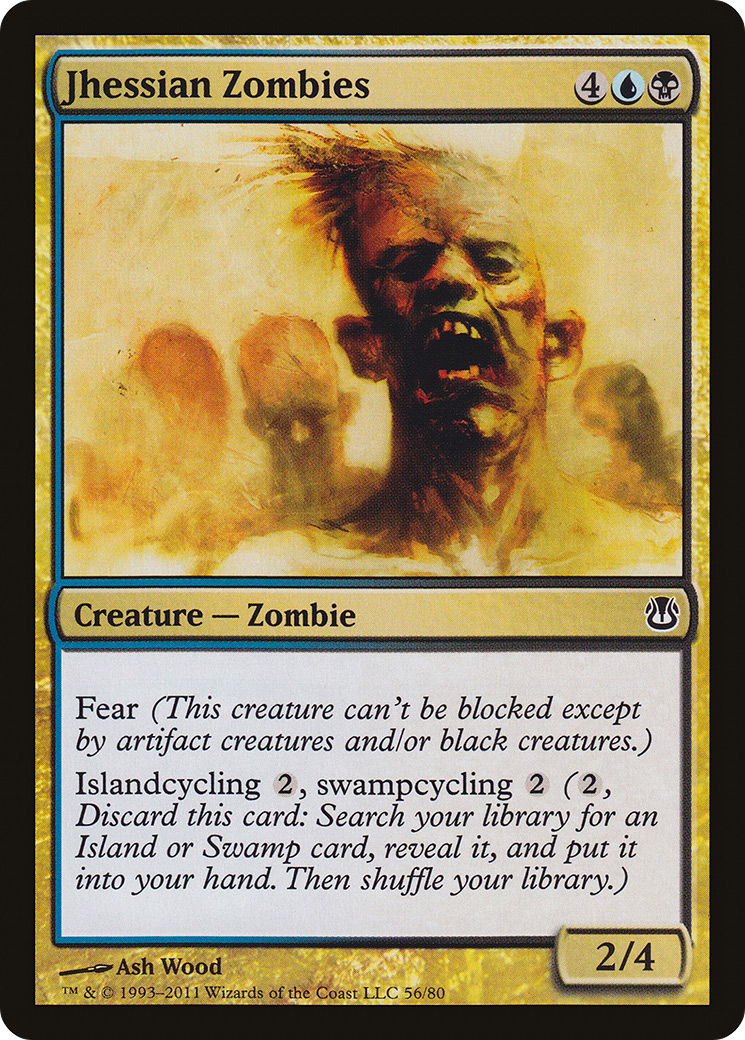 Jhessian Zombies 4
Creature — Zombie
Fear (This creature can't be blocked except
by artifact creatures and/or black creatures.)
Islandcycling 2, swampcycling 2 (2,
Discard this card: Search your library for an
Island or Swamp card, reveal it, and put it
into your hand. Then shuffle your library.)
2/4
Ash Wood
™ & © 1993–2011 Wizards of the Coast LLC 56/80